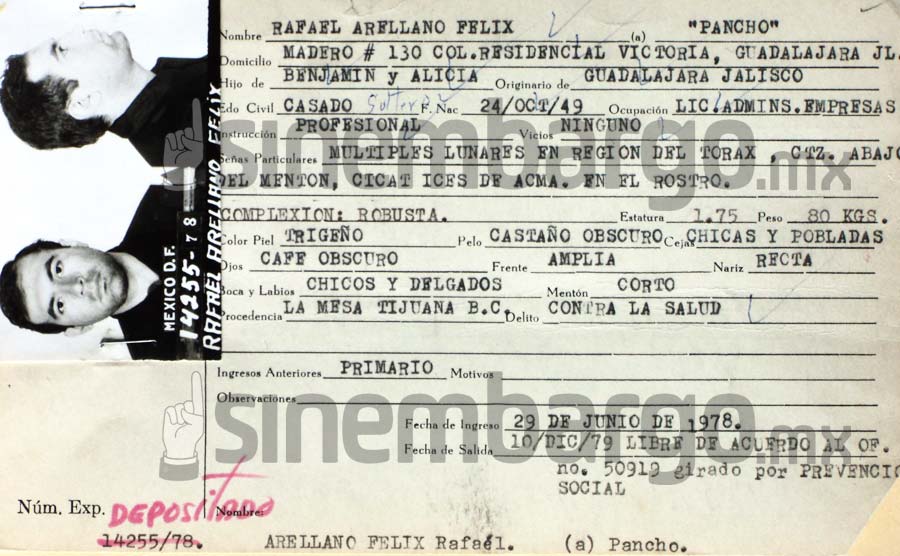 Nombre RAFAEL ARELLANO FELIX (a) "PANCHO"
Domicilio MADERO # 130 COL.RESIDENCIAL VICTORIA, GUADALAJARA JL.
Hijo de BENJAMIN y ALICIA Originario de GUADALAJARA JALISCO
Edo Civil CASADO Soltero F. Nac 24/OCT/49 Ocupación LIC.ADMINS.EMPRESAS
Instrucción PROFESIONAL Vicios NINGUNO
Señas Particulares MULTIPLES LUNARES EN REGION DEL TORAX , CTZ. ABAJO
DEL MENTON, CICAT ICES DE ACMA. EN EL ROSTRO.
COMPLEXION: ROBUSTA. Estatura 1.75 Peso 80 KGS.
Color Piel TRIGEÑO Pelo CASTAÑO OBSCURO Cejas CHICAS Y POBLADAS
Ojos CAFE OBSCURO Frente AMPLIA Nariz RECTA
Boca y Labios CHICOS Y DELGADOS Mentón CORTO
Procedencia LA MESA TIJUANA B.C. Delito CONTRA LA SALUD
Ingresos Anteriores PRIMARIO Motivos
Observaciones
Fecha de Ingreso 29 DE JUNIO DE 1978.
Fecha de Salida 10/DIC/79 LIBRE DE ACUERDO AL OF.
no. 50919 girado por PREVENCIO
SOCIAL
Núm. Exp. DEPOSITADO Nombre:
14255/78. ARELLANO FELIX Rafaél. (a) Pancho.
MEXICO D.F.
14255-78
RAFAEL ARELLANO FELIX
sinembargo.mx
sinembargo.mx